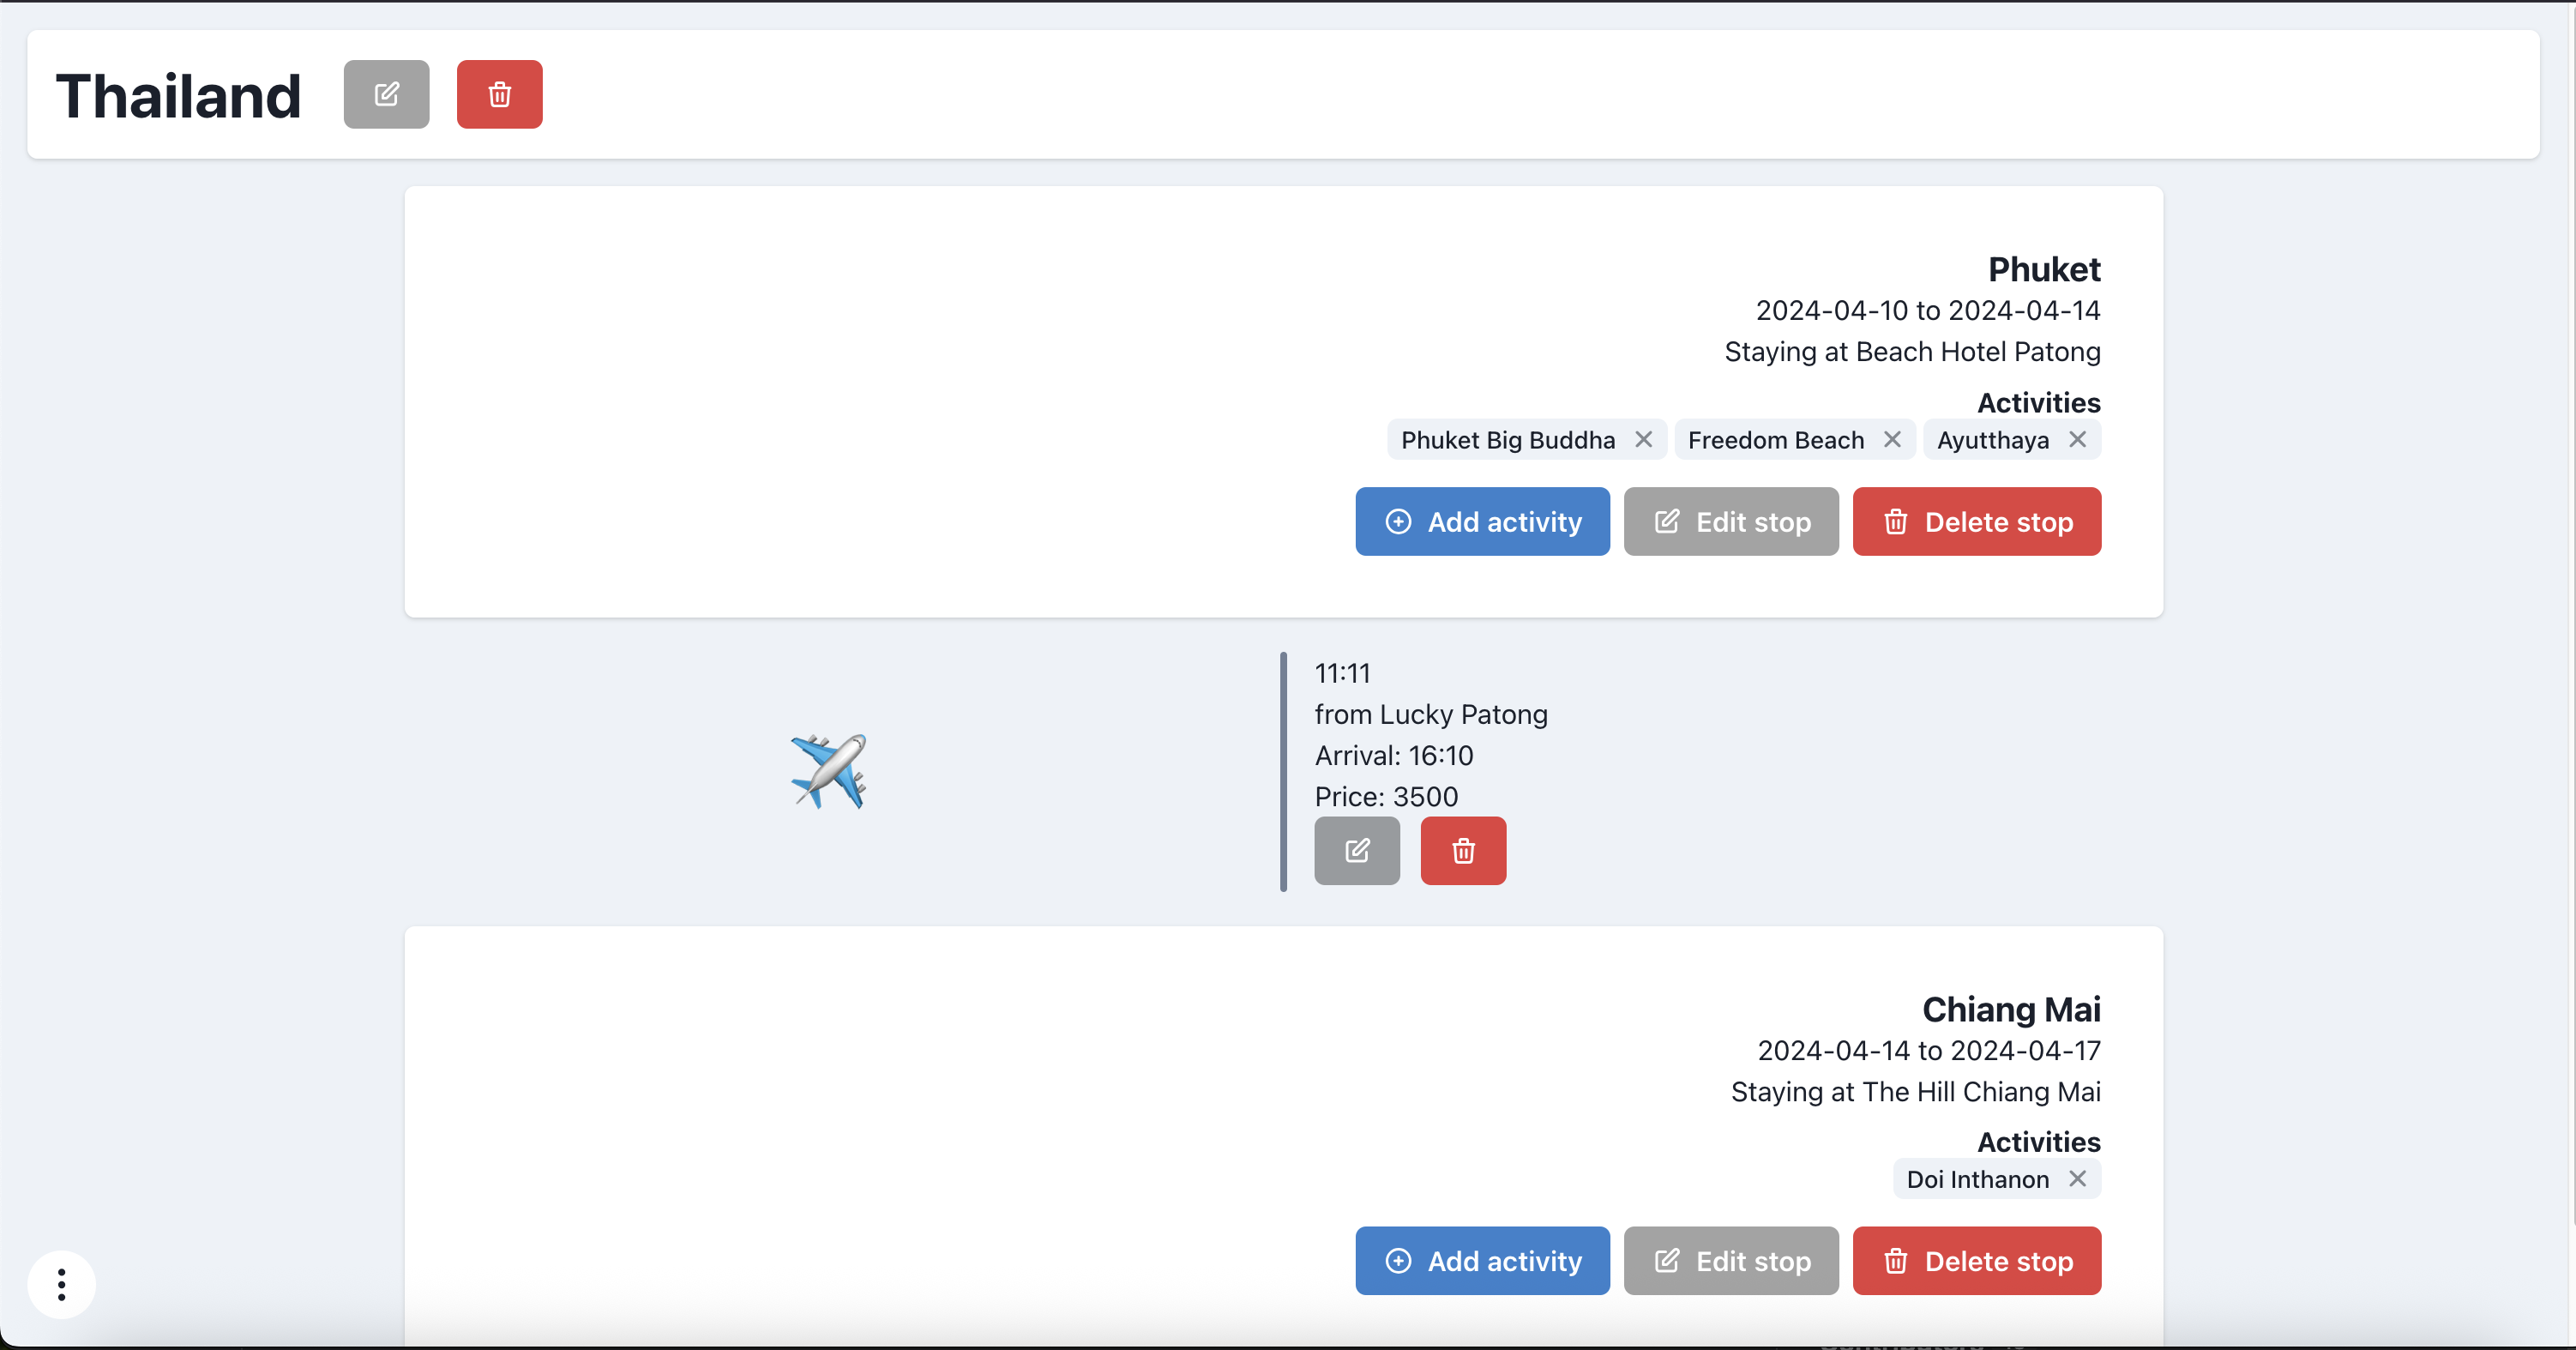 Thailand
Phuket
2024-04-10 to 2024-04-14
Staying at Beach Hotel Patong
Activities
Phuket Big Buddha Freedom Beach Ayutthaya
Add activity Edit stop Delete stop
11:11
from Lucky Patong
Arrival: 16:10
Price: 3500
Chiang Mai
2024-04-14 to 2024-04-17
Staying at The Hill Chiang Mai
Activities
Doi Inthanon
Add activity Edit stop Delete stop